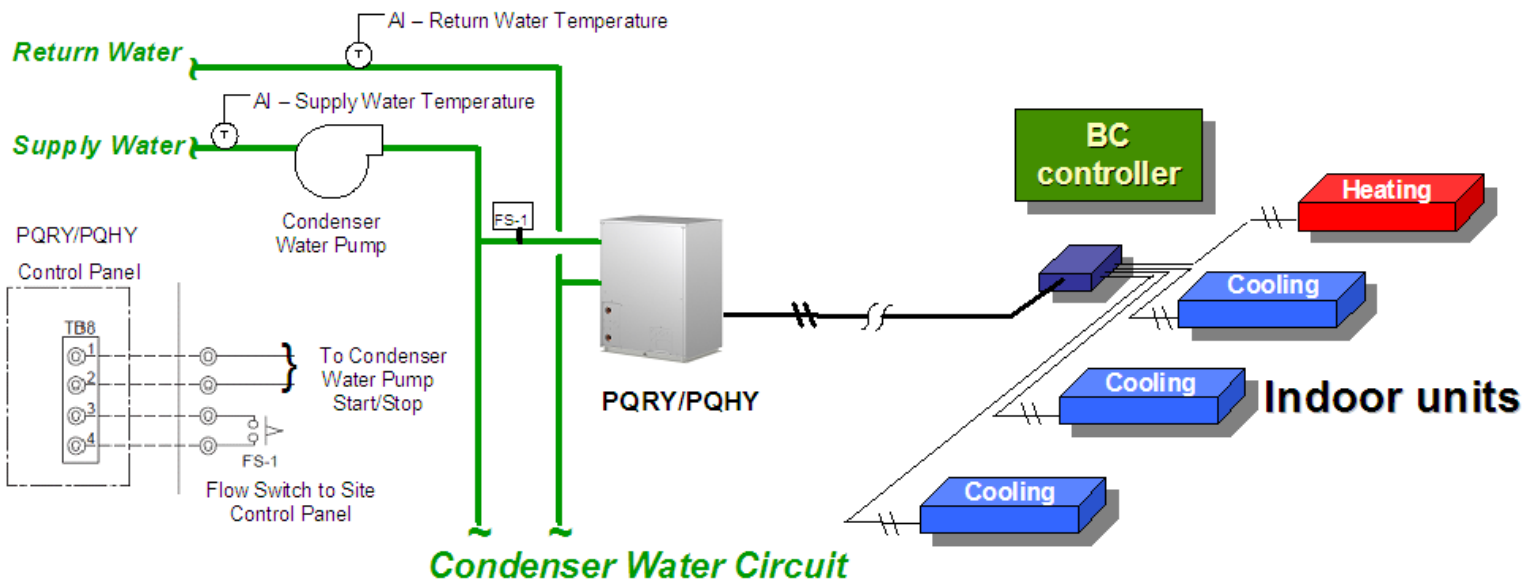 AI – Return Water Temperature
Return Water
T
AI – Supply Water Temperature
Supply Water
T
Condenser
Water Pump
FS-1
PQRY/PQHY
Control Panel
TB8
1
2
3
4
To Condenser
Water Pump
Start/Stop
FS-1
Flow Switch to Site
Control Panel
PQRY/PQHY
BC
controller
Heating
Cooling
Cooling
Cooling
Indoor units
Condenser Water Circuit